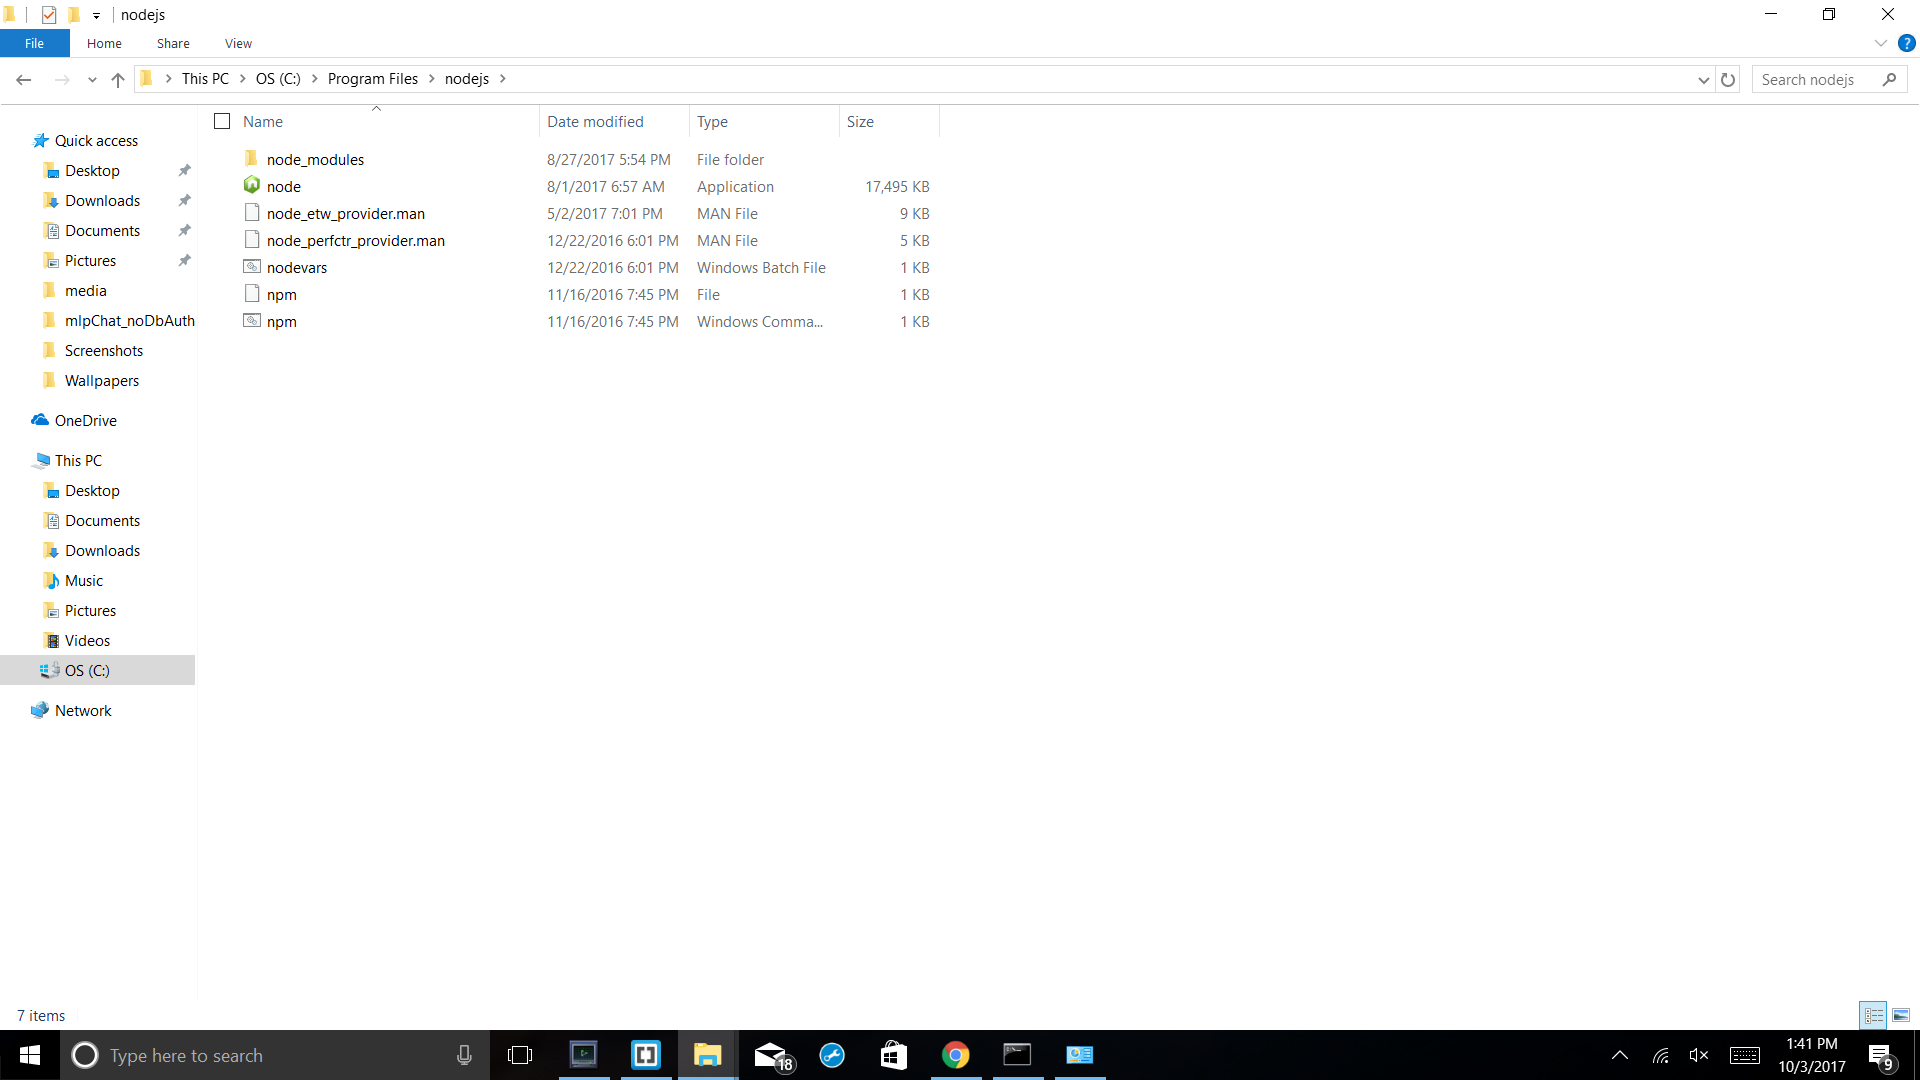 nodejs
File Home Share View
This PC OS (C:) Program Files nodejs
Search nodejs
Name Date modified Type Size
Quick access
Desktop
Downloads
Documents
Pictures
media
mlpChat_noDbAuth
Screenshots
Wallpapers
OneDrive
This PC
Desktop
Documents
Downloads
Music
Pictures
Videos
OS (C:)
Network
node_modules 8/27/2017 5:54 PM File folder
node 8/1/2017 6:57 AM Application 17,495 KB
node_etw_provider.man 5/2/2017 7:01 PM MAN File 9 KB
node_perfctr_provider.man 12/22/2016 6:01 PM MAN File 5 KB
nodevars 12/22/2016 6:01 PM Windows Batch File 1 KB
npm 11/16/2016 7:45 PM File 1 KB
npm 11/16/2016 7:45 PM Windows Comma... 1 KB
7 items
Type here to search
18
1:41 PM
10/3/2017
9